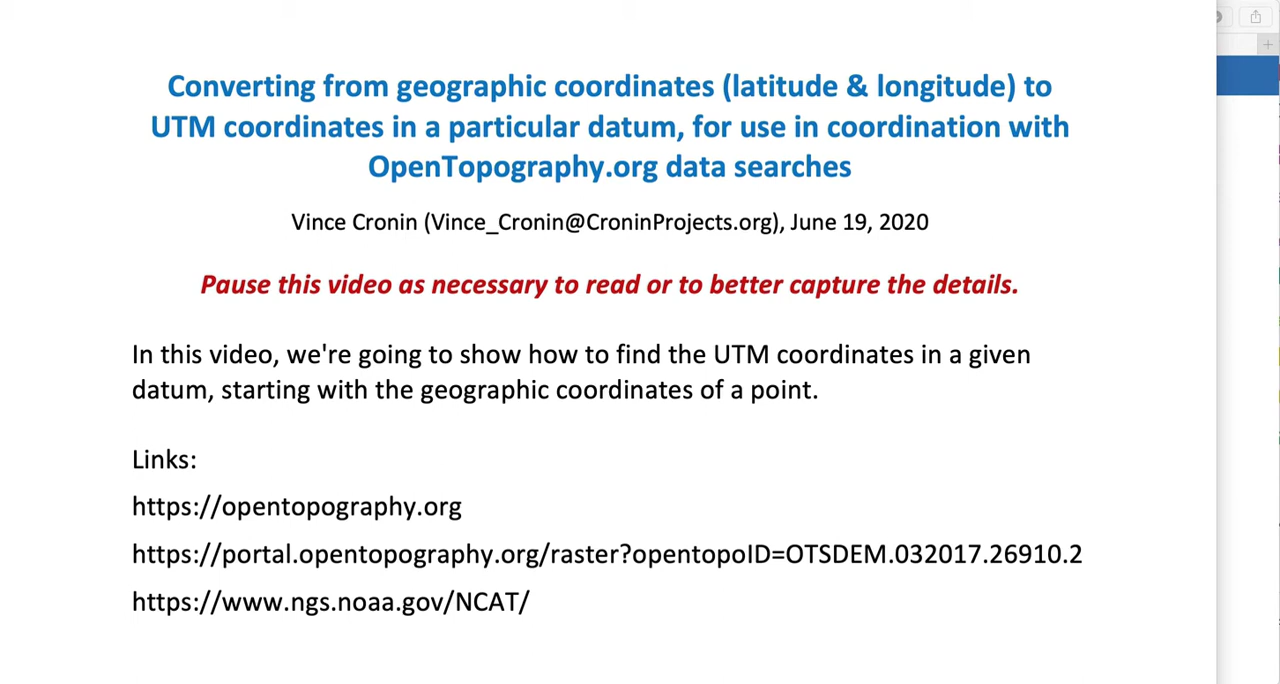 Converting from geographic coordinates (latitude & longitude) to
UTM coordinates in a particular datum, for use in coordination with
OpenTopography.org data searches
Vince Cronin (Vince_Cronin@CroninProjects.org), June 19, 2020
Pause this video as necessary to read or to better capture the details.
In this video, we're going to show how to find the UTM coordinates in a given
datum, starting with the geographic coordinates of a point.
Links:
https://opentopography.org
https://portal.opentopography.org/raster?opentopoID=OTSDEM.032017.26910.2
https://www.ngs.noaa.gov/NCAT/